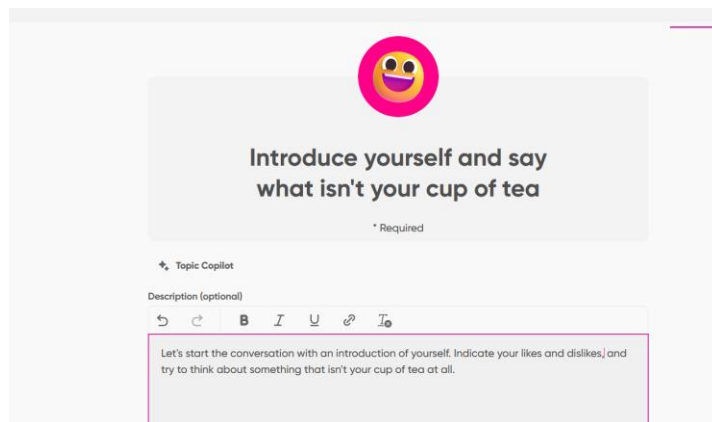 Introduce yourself and say
what isn't your cup of tea
* Required
Topic Copilot
Description (optional)
B I U
Let's start the conversation with an introduction of yourself. Indicate your likes and dislikes, and
try to think about something that isn't your cup of tea at all.